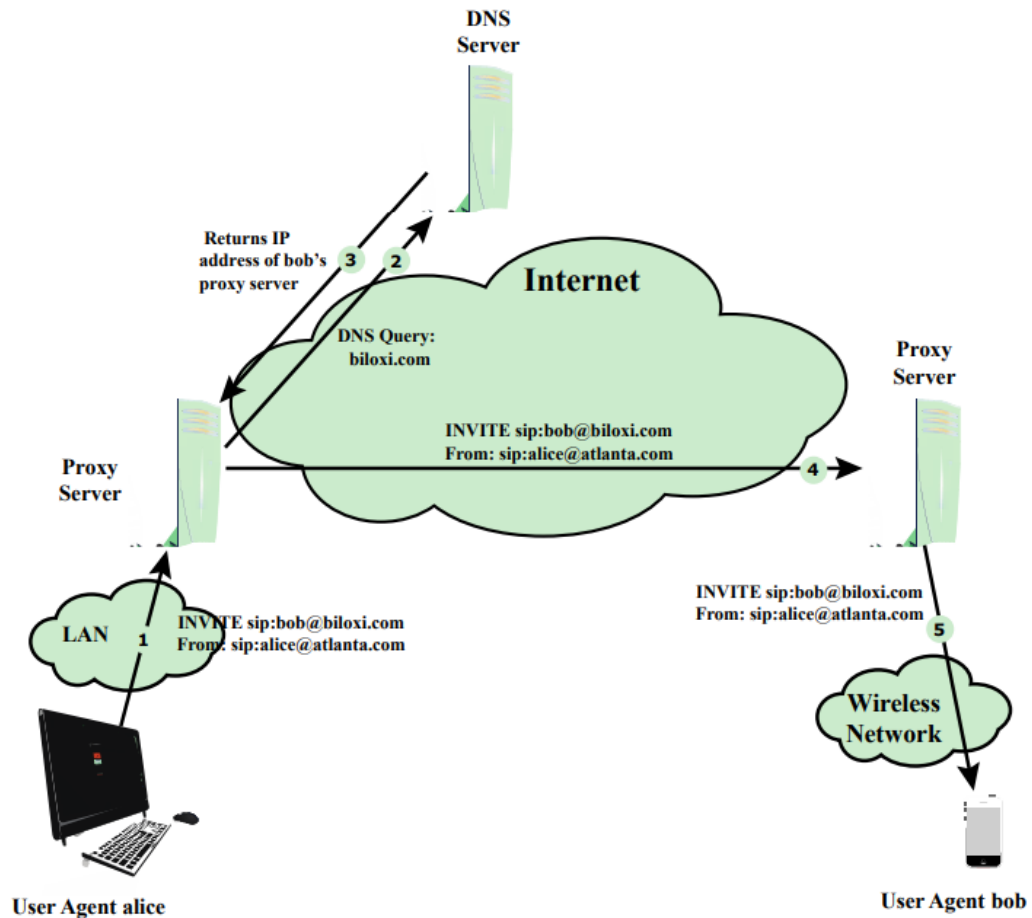 DNS
Server
Returns IP
address of bob's
proxy server
3
2
Internet
DNS Query:
biloxi.com
Proxy
Server
INVITE sip:bob@biloxi.com
From: sip:alice@atlanta.com
4
Proxy
Server
INVITE sip:bob@biloxi.com
From: sip:alice@atlanta.com
LAN
1
INVITE sip:bob@biloxi.com
From: sip:alice@atlanta.com
5
Wireless
Network
User Agent alice
User Agent bob